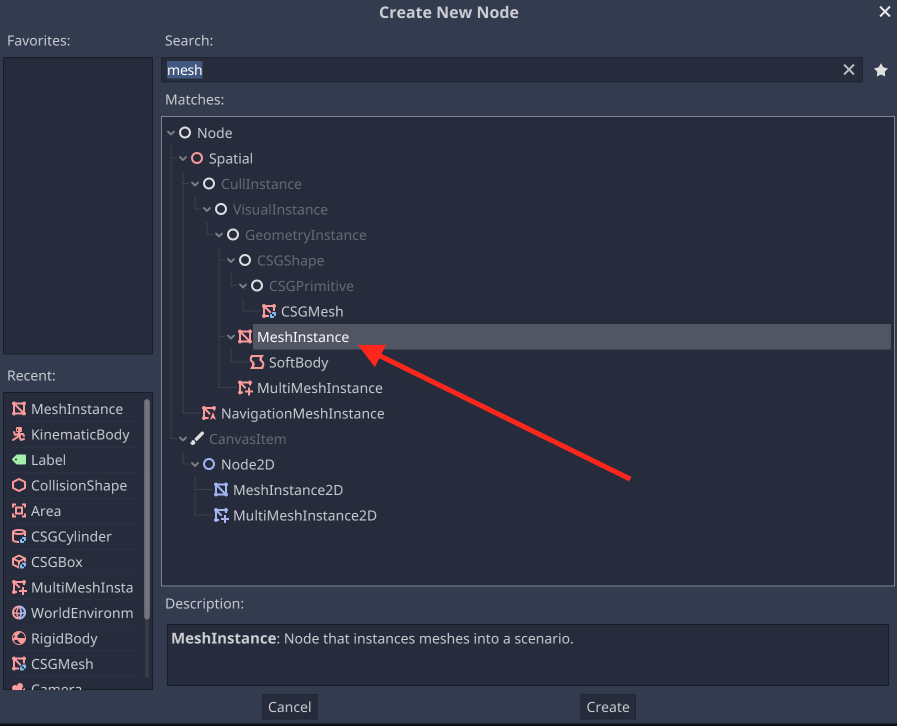 Create New Node
Favorites:
Search:
mesh
Matches:
Node
Spatial
CullInstance
VisualInstance
GeometryInstance
CSGShape
CSGPrimitive
CSGMesh
MeshInstance
SoftBody
MultiMeshInstance
NavigationMeshInstance
CanvasItem
Node2D
MeshInstance2D
MultiMeshInstance2D
Recent:
MeshInstance
KinematicBody
Label
CollisionShape
Area
CSGCylinder
CSGBox
MultiMeshInsta
WorldEnvironm
RigidBody
CSGMesh
Camera
Description:
MeshInstance: Node that instances meshes into a scenario.
Cancel
Create